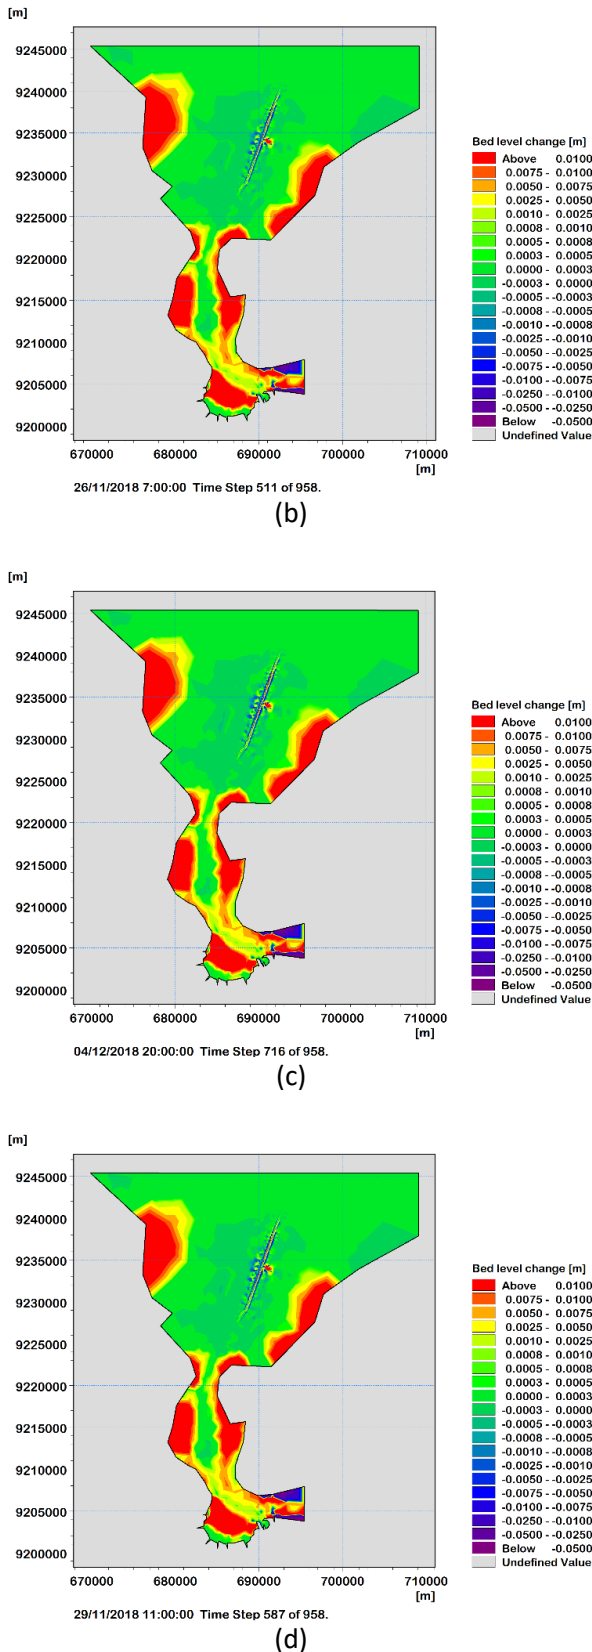 [m]
9245000
9240000
9235000
9230000
9225000
9220000
9215000
9210000
9205000
9200000
670000 680000 690000 700000 710000
[m]
Bed level change [m]
Above 0.0100
0.0075 - 0.0100
0.0050 - 0.0075
0.0025 - 0.0050
0.0010 - 0.0025
0.0008 - 0.0010
0.0005 - 0.0008
0.0003 - 0.0005
0.0000 - 0.0003
-0.0003 - 0.0000
-0.0005 - -0.0003
-0.0008 - -0.0005
-0.0010 - -0.0008
-0.0025 - -0.0010
-0.0050 - -0.0025
-0.0075 - -0.0050
-0.0100 - -0.0075
-0.0250 - -0.0100
-0.0500 - -0.0250
Below -0.0500
Undefined Value
26/11/2018 7:00:00 Time Step 511 of 958.
(b)
[m]
9245000
9240000
9235000
9230000
9225000
9220000
9215000
9210000
9205000
9200000
670000 680000 690000 700000 710000
[m]
Bed level change [m]
Above 0.0100
0.0075 - 0.0100
0.0050 - 0.0075
0.0025 - 0.0050
0.0010 - 0.0025
0.0008 - 0.0010
0.0005 - 0.0008
0.0003 - 0.0005
0.0000 - 0.0003
-0.0003 - 0.0000
-0.0005 - -0.0003
-0.0008 - -0.0005
-0.0010 - -0.0008
-0.0025 - -0.0010
-0.0050 - -0.0025
-0.0075 - -0.0050
-0.0100 - -0.0075
-0.0250 - -0.0100
-0.0500 - -0.0250
Below -0.0500
Undefined Value
04/12/2018 20:00:00 Time Step 716 of 958.
(c)
[m]
9245000
9240000
9235000
9230000
9225000
9220000
9215000
9210000
9205000
9200000
670000 680000 690000 700000 710000
[m]
Bed level change [m]
Above 0.0100
0.0075 - 0.0100
0.0050 - 0.0075
0.0025 - 0.0050
0.0010 - 0.0025
0.0008 - 0.0010
0.0005 - 0.0008
0.0003 - 0.0005
0.0000 - 0.0003
-0.0003 - 0.0000
-0.0005 - -0.0003
-0.0008 - -0.0005
-0.0010 - -0.0008
-0.0025 - -0.0010
-0.0050 - -0.0025
-0.0075 - -0.0050
-0.0100 - -0.0075
-0.0250 - -0.0100
-0.0500 - -0.0250
Below -0.0500
Undefined Value
29/11/2018 11:00:00 Time Step 587 of 958.
(d)